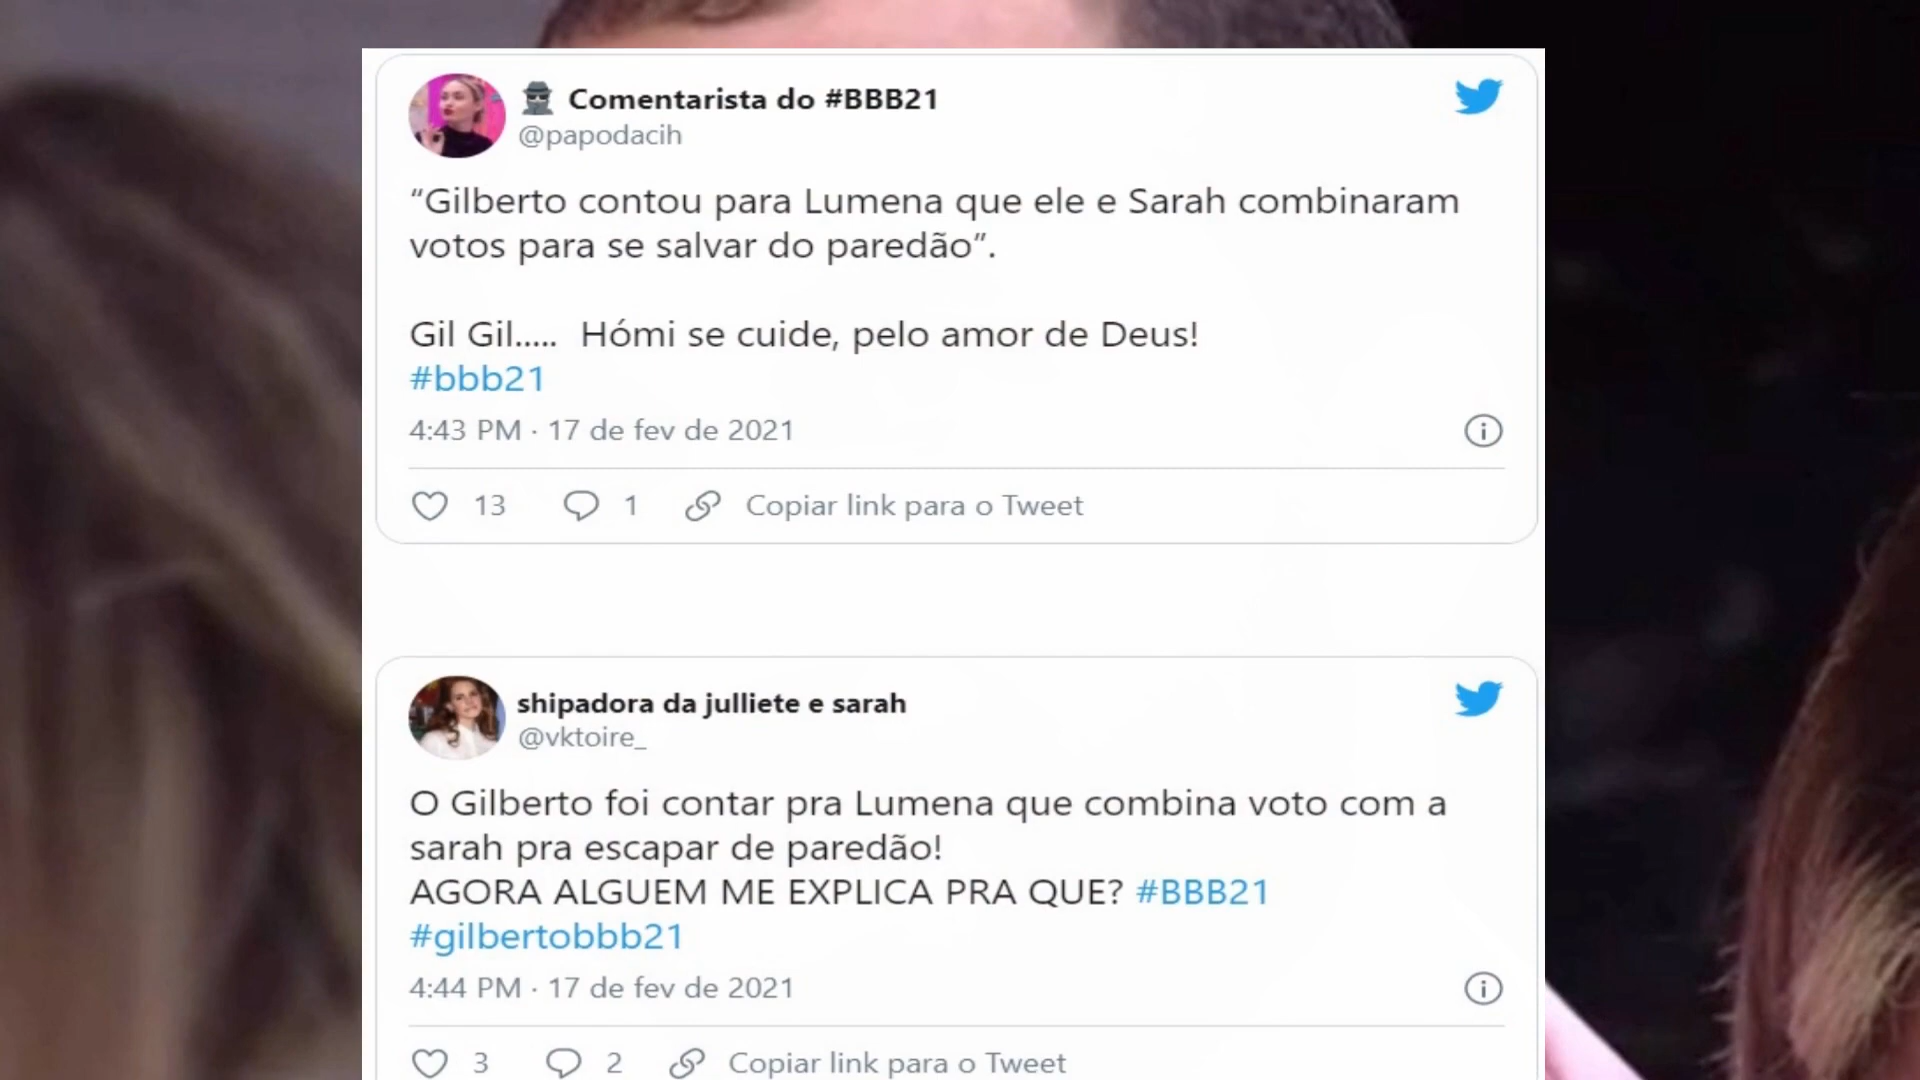 Comentarista do #BBB21
@papodacih
“Gilberto contou para Lumena que ele e Sarah combinaram
votos para se salvar do paredão”.
Gil Gil..... Hómi se cuide, pelo amor de Deus!
#bbb21
4:43 PM · 17 de fev de 2021
13 1 Copiar link para o Tweet
shipadora da julliete e sarah
@vktoire_
O Gilberto foi contar pra Lumena que combina voto com a
sarah pra escapar de paredão!
AGORA ALGUEM ME EXPLICA PRA QUE? #BBB21
#gilbertobbb21
4:44 PM · 17 de fev de 2021
3 2 Copiar link para o Tweet